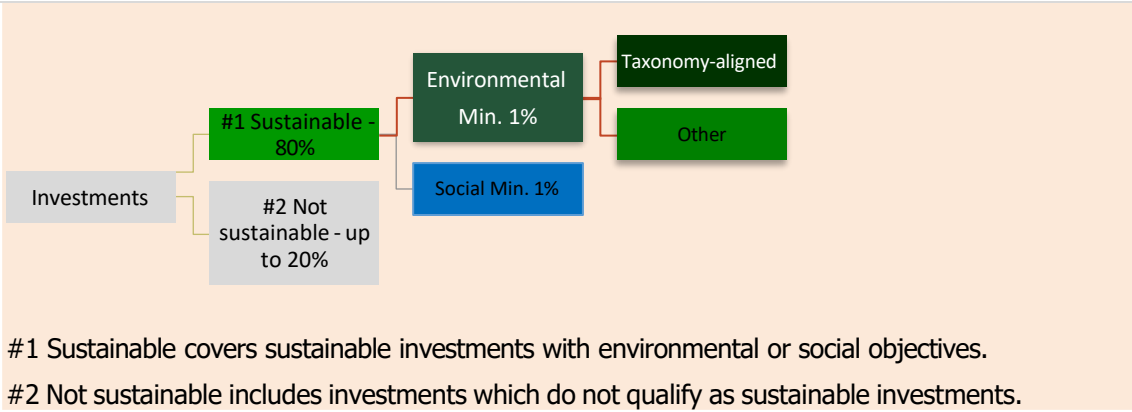 Investments
#1 Sustainable -
80%
#2 Not
sustainable - up
to 20%
Environmental
Min. 1%
Social Min. 1%
Taxonomy-aligned
Other
#1 Sustainable covers sustainable investments with environmental or social objectives.
#2 Not sustainable includes investments which do not qualify as sustainable investments.